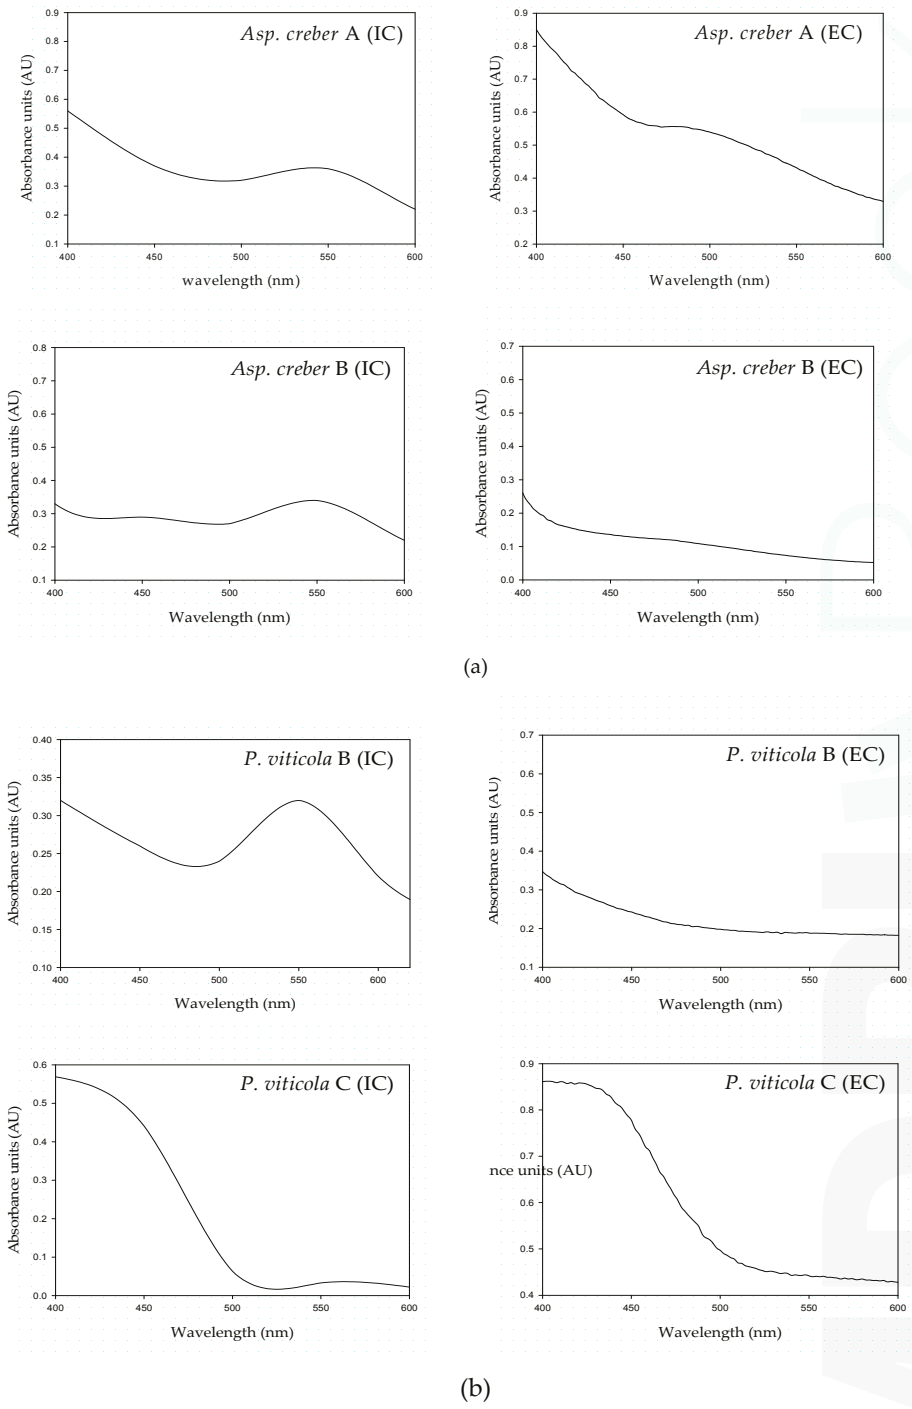 Asp. creber A (IC)
Absorbance units (AU)
0.9
0.8
0.7
0.6
0.5
0.4
0.3
0.2
0.1
400 450 500 550 600
wavelength (nm)
Asp. creber A (EC)
Absorbance units (AU)
0.9
0.8
0.7
0.6
0.5
0.4
0.3
0.2
400 450 500 550 600
Wavelength (nm)
Asp. creber B (IC)
Absorbance units (AU)
0.8
0.7
0.6
0.5
0.4
0.3
0.2
0.1
400 450 500 550 600
Wavelength (nm)
Asp. creber B (EC)
Absorbance units (AU)
0.7
0.6
0.5
0.4
0.3
0.2
0.1
0.0
400 450 500 550 600
Wavelength (nm)
(a)
P. viticola B (IC)
Absorbance units (AU)
0.40
0.35
0.30
0.25
0.20
0.15
0.10
400 450 500 550 600
Wavelength (nm)
P. viticola B (EC)
Absorbance units (AU)
0.7
0.6
0.5
0.4
0.3
0.2
0.1
400 450 500 550 600
Wavelength (nm)
P. viticola C (IC)
Absorbance units (AU)
0.6
0.5
0.4
0.3
0.2
0.1
0.0
400 450 500 550 600
Wavelength (nm)
P. viticola C (EC)
nce units (AU)
0.9
0.8
0.7
0.6
0.5
0.4
400 450 500 550 600
Wavelength (nm)
(b)